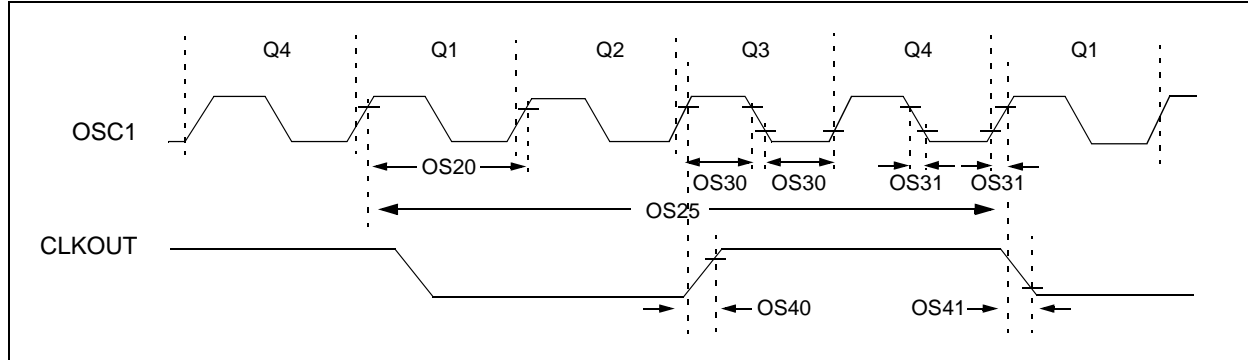 Q4 Q1 Q2 Q3 Q4 Q1
OSC1
OS20
OS30 OS30 OS31 OS31
OS25
CLKOUT
OS40 OS41